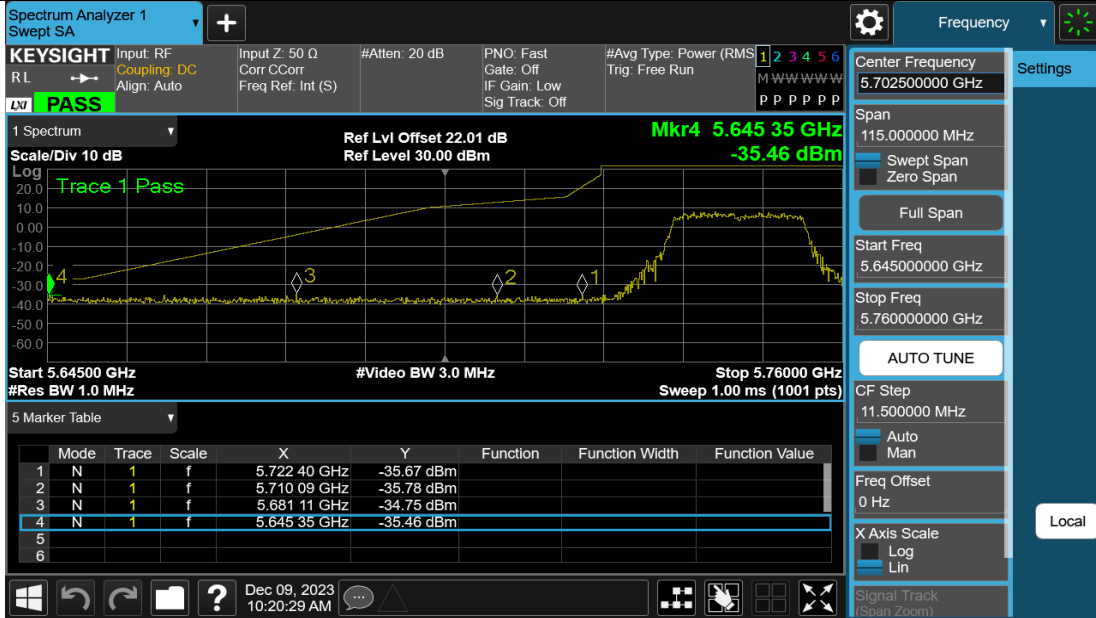 Spectrum Analyzer 1
Swept SA
+
Frequency
KEYSIGHT
R L
LXI PASS
Input: RF
Coupling: DC
Align: Auto
Input Z: 50 Ω
Corr CCorr
Freq Ref: Int (S)
#Atten: 20 dB
PNO: Fast
Gate: Off
IF Gain: Low
Sig Track: Off
#Avg Type: Power (RMS
Trig: Free Run
1 2 3 4 5 6
M W W W W W
P P P P P P
1 Spectrum
Scale/Div 10 dB
Ref Lvl Offset 22.01 dB
Ref Level 30.00 dBm
Mkr4 5.645 35 GHz
-35.46 dBm
Log
Trace 1 Pass
20.0
10.0
0.00
-10.0
-20.0
-30.0
-40.0
-50.0
-60.0
4
3
2
1
Start 5.64500 GHz
#Video BW 3.0 MHz
Stop 5.76000 GHz
#Res BW 1.0 MHz
Sweep 1.00 ms (1001 pts)
5 Marker Table
Mode Trace Scale X Y Function Function Width Function Value
1 N 1 f 5.722 40 GHz -35.67 dBm
2 N 1 f 5.710 09 GHz -35.78 dBm
3 N 1 f 5.681 11 GHz -34.75 dBm
4 N 1 f 5.645 35 GHz -35.46 dBm
5
6
?
Dec 09, 2023
10:20:29 AM
Center Frequency
5.702500000 GHz
Span
115.000000 MHz
Swept Span
Zero Span
Full Span
Start Freq
5.645000000 GHz
Stop Freq
5.760000000 GHz
AUTO TUNE
CF Step
11.500000 MHz
Auto
Man
Freq Offset
0 Hz
X Axis Scale
Log
Lin
Signal Track
(Span Zoom)
Settings
Local